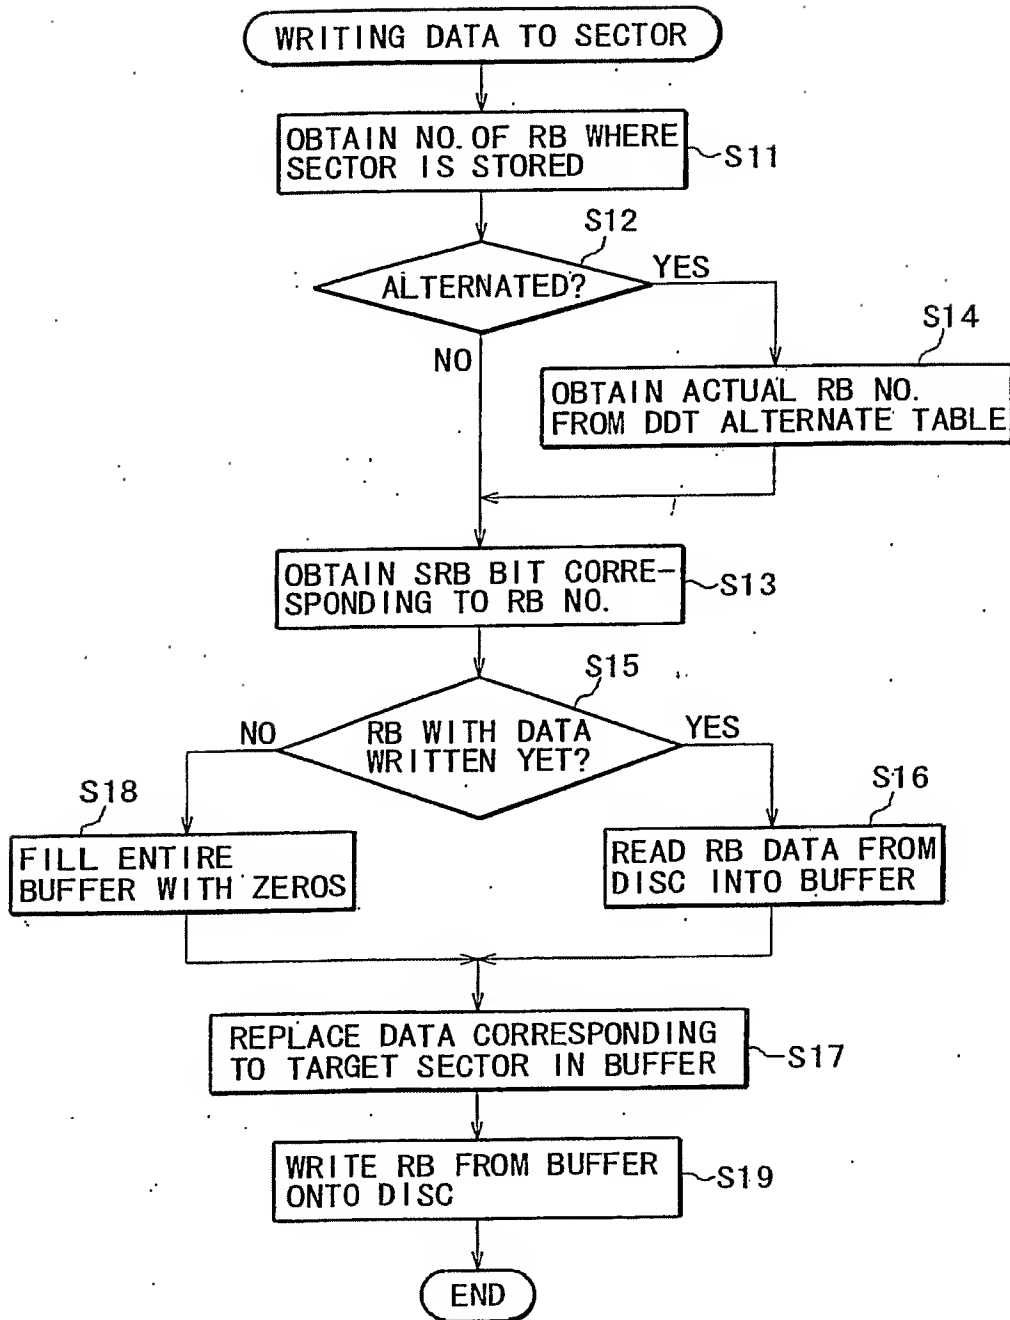 WRITING DATA TO SECTOR
OBTAIN NO. OF RB WHERE
SECTOR IS STORED
S11
S12
ALTERNATED?
YES
NO
S14
OBTAIN ACTUAL RB NO.
FROM DDT ALTERNATE TABLE
OBTAIN SRB BIT CORRE-
SPONDING TO RB NO.
S13
S15
RB WITH DATA
WRITTEN YET?
NO
YES
S18
FILL ENTIRE
BUFFER WITH ZEROS
S16
READ RB DATA FROM
DISC INTO BUFFER
REPLACE DATA CORRESPONDING
TO TARGET SECTOR IN BUFFER
S17
WRITE RB FROM BUFFER
ONTO DISC
S19
END